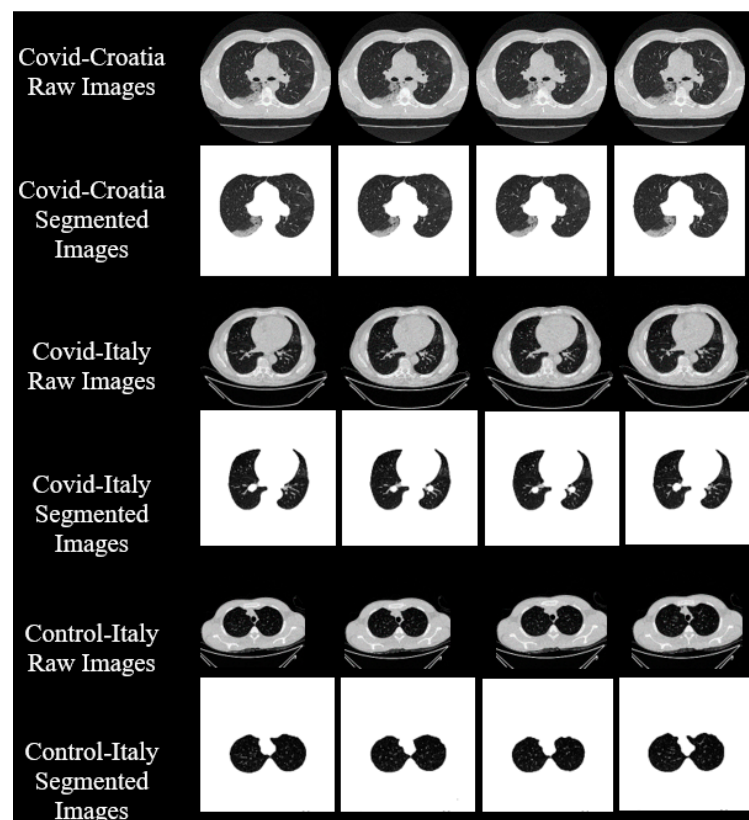 Covid-Croatia
Raw Images
Covid-Croatia
Segmented
Images
Covid-Italy
Raw Images
Covid-Italy
Segmented
Images
Control-Italy
Raw Images
Control-Italy
Segmented
Images